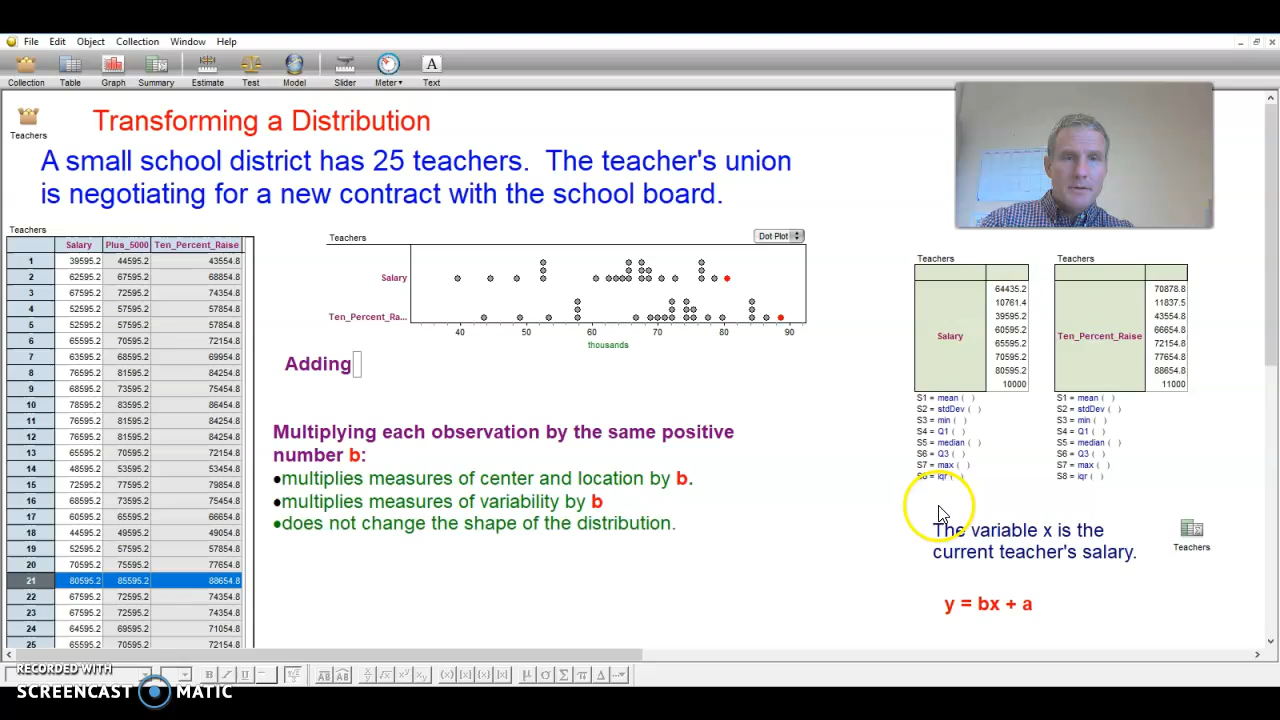 File Edit Object Collection Window Help
Collection Table Graph Summary Estimate Test Model Slider Meter Text
Teachers
Transforming a Distribution
A small school district has 25 teachers. The teacher's union
is negotiating for a new contract with the school board.
Teachers
Salary Plus_5000 Ten_Percent_Raise
1 39595.2 44595.2 43554.8
2 62595.2 67595.2 68854.8
3 67595.2 72595.2 74354.8
4 52595.2 57595.2 57854.8
5 52595.2 57595.2 57854.8
6 65595.2 70595.2 72154.8
7 63595.2 68595.2 69954.8
8 76595.2 81595.2 84254.8
9 68595.2 73595.2 75454.8
10 78595.2 83595.2 86454.8
11 76595.2 81595.2 84254.8
12 76595.2 81595.2 84254.8
13 65595.2 70595.2 72154.8
14 48595.2 53595.2 53454.8
15 72595.2 77595.2 79854.8
16 68595.2 73595.2 75454.8
17 60595.2 65595.2 66654.8
18 44595.2 49595.2 49054.8
19 52595.2 57595.2 57854.8
20 70595.2 75595.2 77654.8
21 80595.2 85595.2 88654.8
22 67595.2 72595.2 74354.8
23 67595.2 72595.2 74354.8
24 64595.2 69595.2 71054.8
25 65595.2 70595.2 72154.8
Teachers
Dot Plot
Salary
Ten_Percent_Ra...
40 50 60 70 80 90
thousands
Adding
Multiplying each observation by the same positive
number b:
•multiplies measures of center and location by b.
•multiplies measures of variability by b
•does not change the shape of the distribution.
Teachers
Salary
64435.2
10761.4
39595.2
60595.2
65595.2
70595.2
80595.2
10000
S1 = mean ( )
S2 = stdDev ( )
S3 = min ( )
S4 = Q1 ( )
S5 = median ( )
S6 = Q3 ( )
S7 = max ( )
S8 = iqr ( )
Teachers
Ten_Percent_Raise
70878.8
11837.5
43554.8
66654.8
72154.8
77654.8
88654.8
11000
S1 = mean ( )
S2 = stdDev ( )
S3 = min ( )
S4 = Q1 ( )
S5 = median ( )
S6 = Q3 ( )
S7 = max ( )
S8 = iqr ( )
The variable x is the
current teacher's salary.
Teachers
y = bx + a
RECORDED WITH
SCREENCAST MATIC